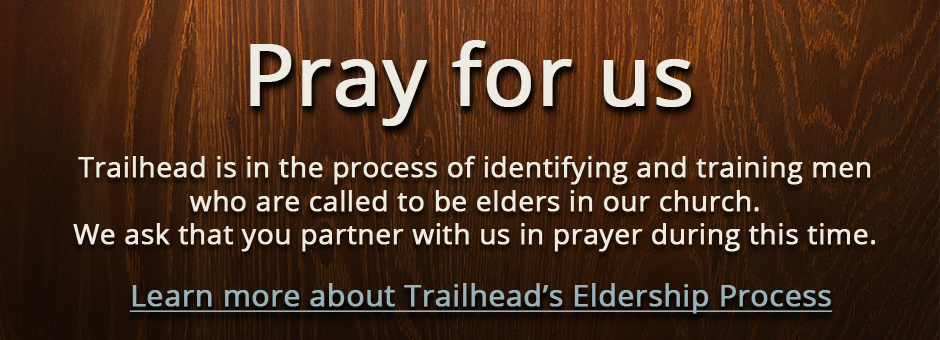 Pray for us
Trailhead is in the process of identifying and training men
who are called to be elders in our church.
We ask that you partner with us in prayer during this time.
Learn more about Trailhead’s Eldership Process